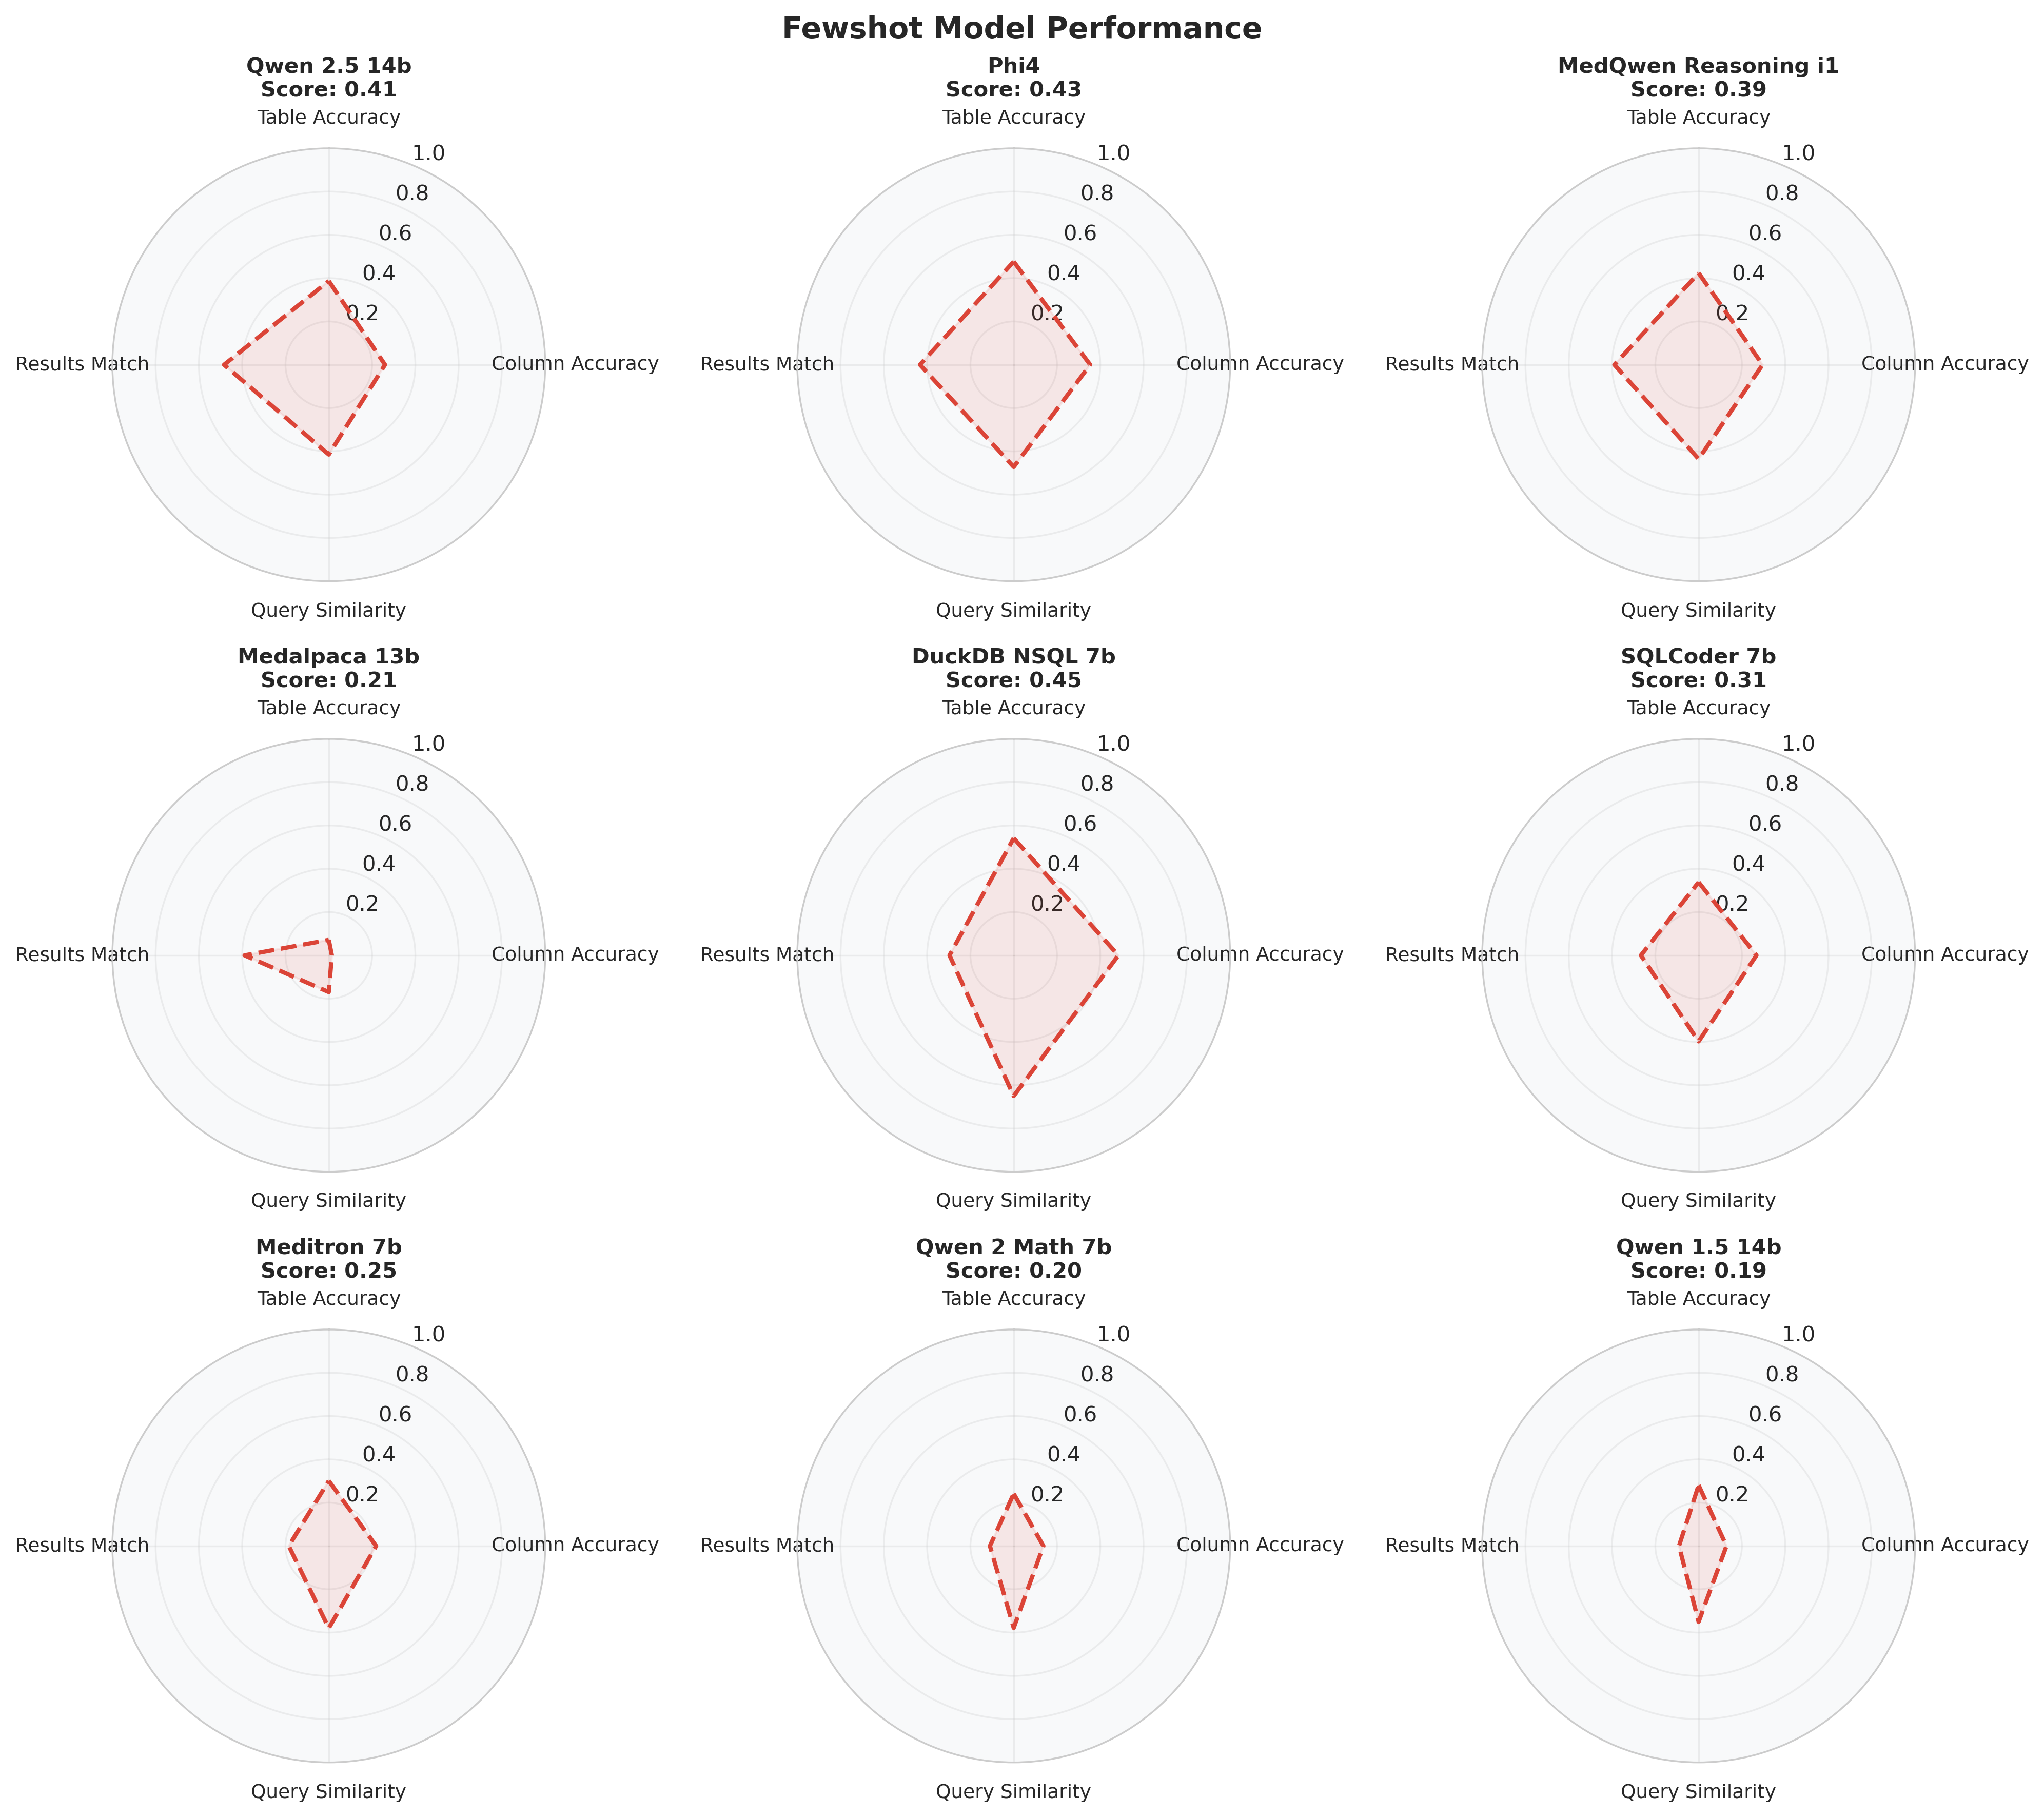 Fewshot Model Performance
Qwen 2.5 14b
Score: 0.41
Table Accuracy
1.0
0.8
0.6
0.4
0.2
Results Match
Column Accuracy
Query Similarity
Phi4
Score: 0.43
Table Accuracy
1.0
0.8
0.6
0.4
0.2
Results Match
Column Accuracy
Query Similarity
MedQwen Reasoning i1
Score: 0.39
Table Accuracy
1.0
0.8
0.6
0.4
0.2
Results Match
Column Accuracy
Query Similarity
Medalpaca 13b
Score: 0.21
Table Accuracy
1.0
0.8
0.6
0.4
0.2
Results Match
Column Accuracy
Query Similarity
DuckDB NSQL 7b
Score: 0.45
Table Accuracy
1.0
0.8
0.6
0.4
0.2
Results Match
Column Accuracy
Query Similarity
SQLCoder 7b
Score: 0.31
Table Accuracy
1.0
0.8
0.6
0.4
0.2
Results Match
Column Accuracy
Query Similarity
Meditron 7b
Score: 0.25
Table Accuracy
1.0
0.8
0.6
0.4
0.2
Results Match
Column Accuracy
Query Similarity
Qwen 2 Math 7b
Score: 0.20
Table Accuracy
1.0
0.8
0.6
0.4
0.2
Results Match
Column Accuracy
Query Similarity
Qwen 1.5 14b
Score: 0.19
Table Accuracy
1.0
0.8
0.6
0.4
0.2
Results Match
Column Accuracy
Query Similarity